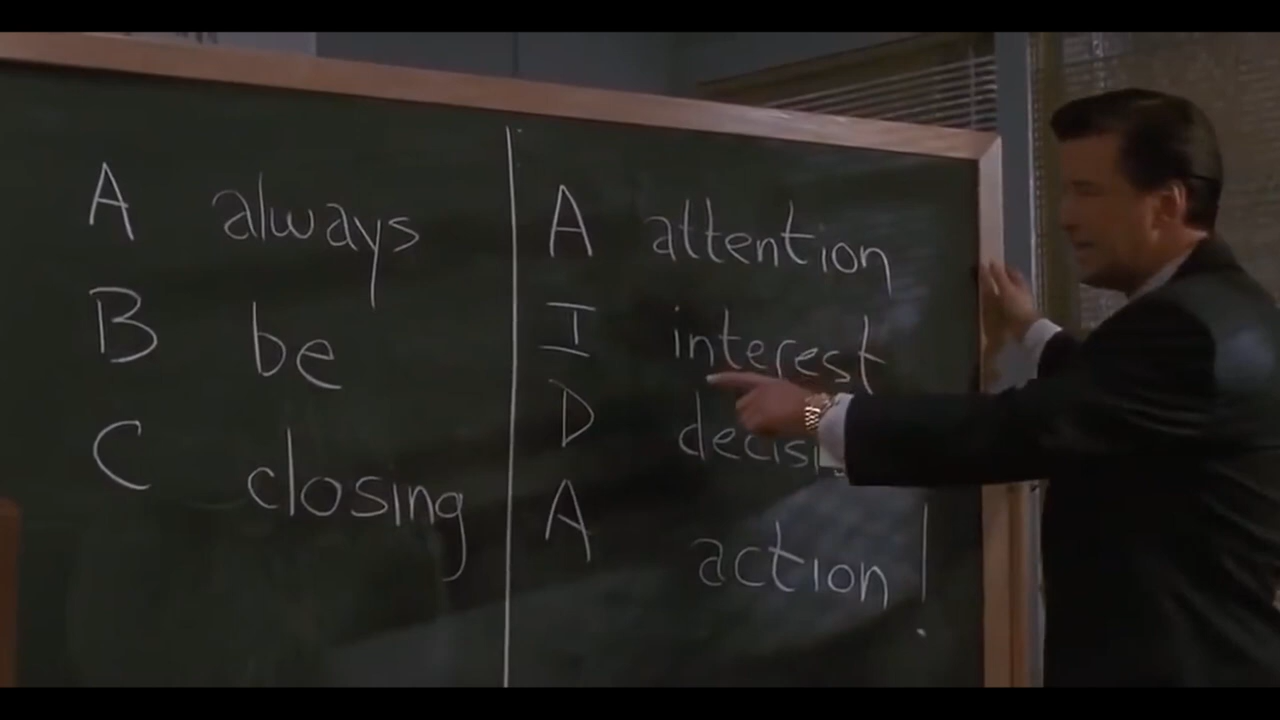 A always
B be
C closing
A attention
I interest
D
A action!